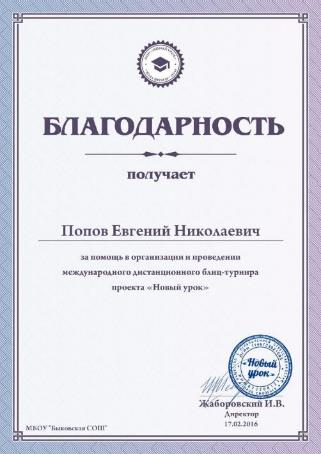 БЛАГОДАРНОСТЬ
получает
Попов Евгений Николаевич
за помощь в организации и проведении
международного дистанционного блиц-турнира
проекта «Новый урок»
«Новый
урок»
Жаборовский И.В.
Директор
МКОУ "Быковская СОШ"
17.02.2016